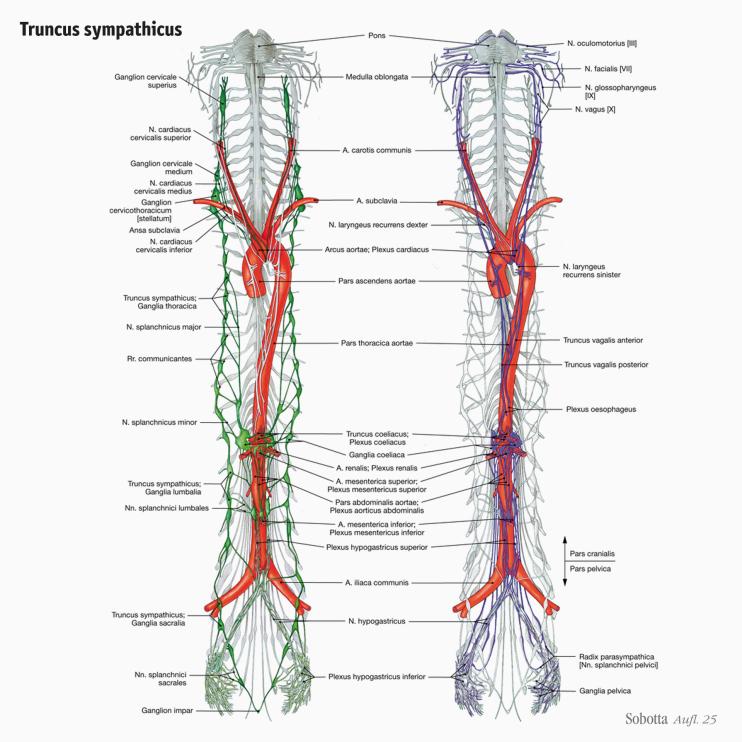 Truncus sympathicus
Pons
N. oculomotorius [III]
Ganglion cervicale
superius
Medulla oblongata
N. facialis [VII]
N. glossopharyngeus
[IX]
N. vagus [X]
N. cardiacus
cervicalis superior
A. carotis communis
Ganglion cervicale
medium
N. cardiacus
cervicalis medius
Ganglion
cervicothoracicum
[stellatum]
A. subclavia
Ansa subclavia
N. laryngeus recurrens dexter
N. cardiacus
cervicalis inferior
Arcus aortae; Plexus cardiacus
N. laryngeus
recurrens sinister
Pars ascendens aortae
Truncus sympathicus;
Ganglia thoracica
N. splanchnicus major
Pars thoracica aortae
Truncus vagalis anterior
Rr. communicantes
Truncus vagalis posterior
Plexus oesophageus
N. splanchnicus minor
Truncus coeliacus;
Plexus coeliacus
Ganglia coeliaca
A. renalis; Plexus renalis
Truncus sympathicus;
Ganglia lumbalia
A. mesenterica superior;
Plexus mesentericus superior
Nn. splanchnici lumbales
Pars abdominalis aortae;
Plexus aorticus abdominalis
A. mesenterica inferior;
Plexus mesentericus inferior
Plexus hypogastricus superior
Pars cranialis
Pars pelvica
A. iliaca communis
Truncus sympathicus;
Ganglia sacralia
N. hypogastricus
Radix parasympathica
[Nn. splanchnici pelvici]
Nn. splanchnici
sacrales
Plexus hypogastricus inferior
Ganglia pelvica
Ganglion impar
Sobotta Aufl. 25